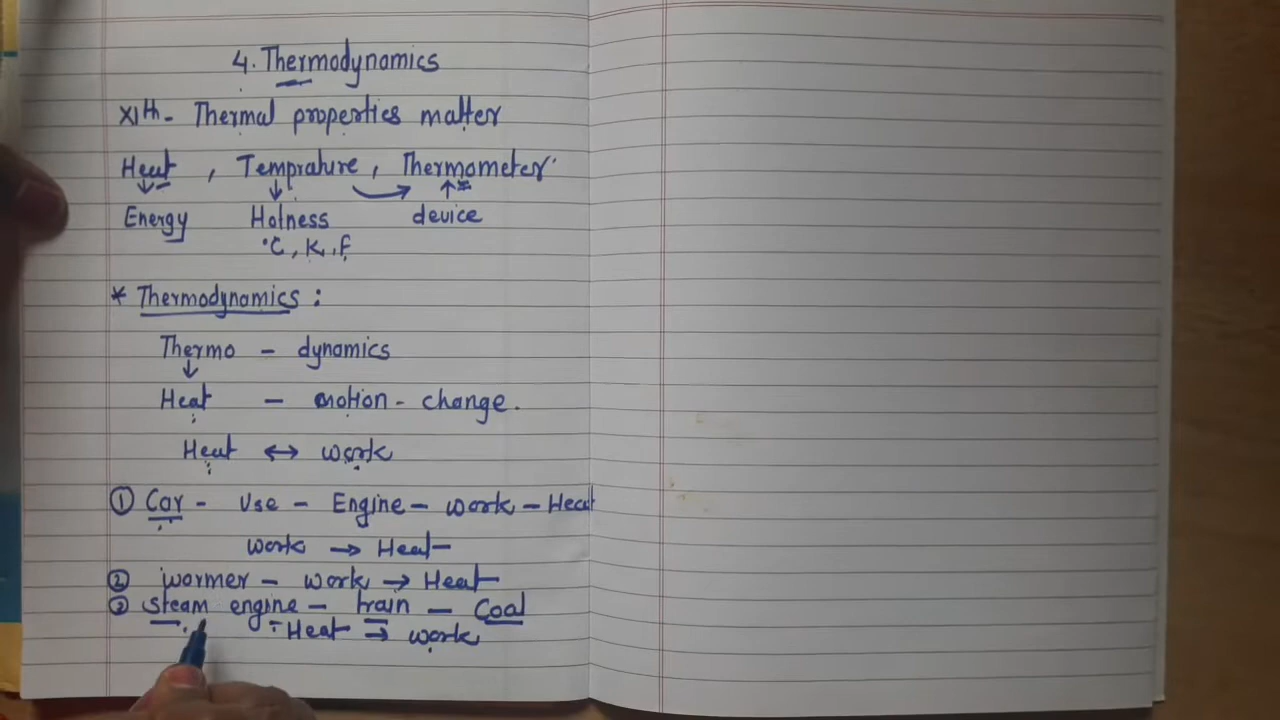 4. Thermodynamics
XIth - Thermal properties matter
Heat , Temprature , Thermometer
Energy Hotness device
°C, K, F
* Thermodynamics :
Thermo - dynamics
Heat - motion - change.
Heat ↔ work
① Car - Use - Engine - work - Heat
work → Heat
② warmer - work → Heat
③ steam engine - train - Coal
- Heat → work